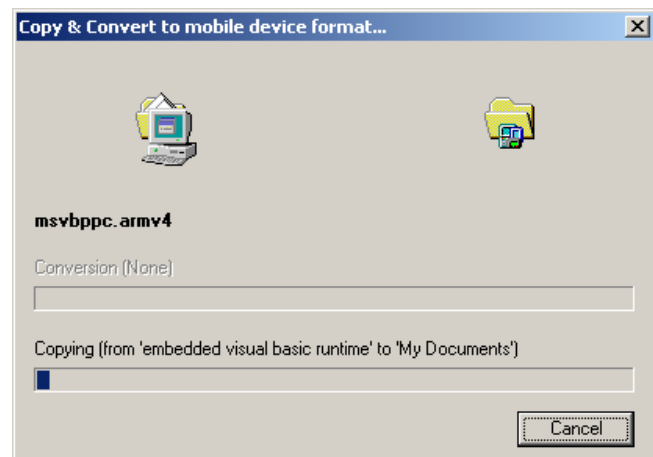 Copy & Convert to mobile device format...
msvbppc.armv4
Conversion (None)
Copying (from 'embedded visual basic runtime' to 'My Documents')
Cancel